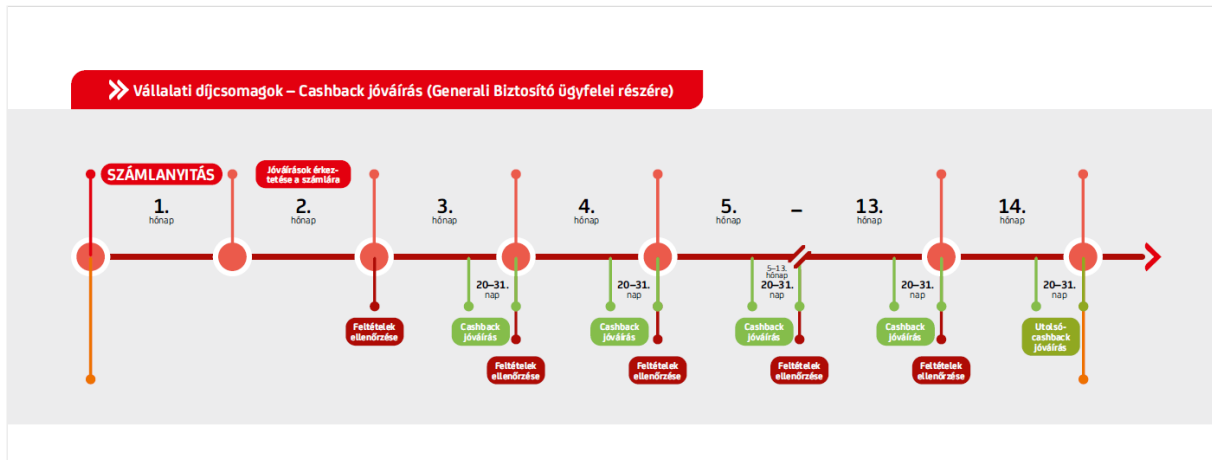 Vállalati díjcsomagok – Cashback jóváírás (Generali Biztosító ügyfelei részére)
SZÁMLANYITÁS
Jóváírások érkez-
tetése a számlára
1.
hónap
2.
hónap
3.
hónap
4.
hónap
5.
hónap
–
13.
hónap
14.
hónap
5–13.
hónap
20–31.
nap
20–31.
nap
20–31.
nap
20–31.
nap
20–31.
nap
Feltételek
ellenőrzése
Cashback
jóváírás
Cashback
jóváírás
Cashback
jóváírás
Cashback
jóváírás
Utolsó-
cashback
jóváírás
Feltételek
ellenőrzése
Feltételek
ellenőrzése
Feltételek
ellenőrzése
Feltételek
ellenőrzése